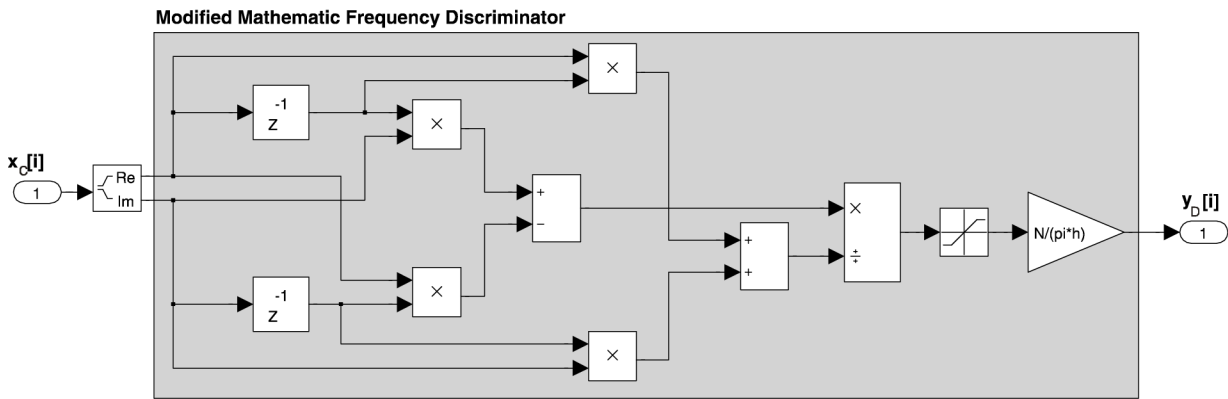 Modified Mathematic Frequency Discriminator
×
-1
Z
×
x_C[i]
1
Re
Im
+
−
×
÷
+
+
N/(pi*h)
y_D[i]
1
-1
Z
×
×